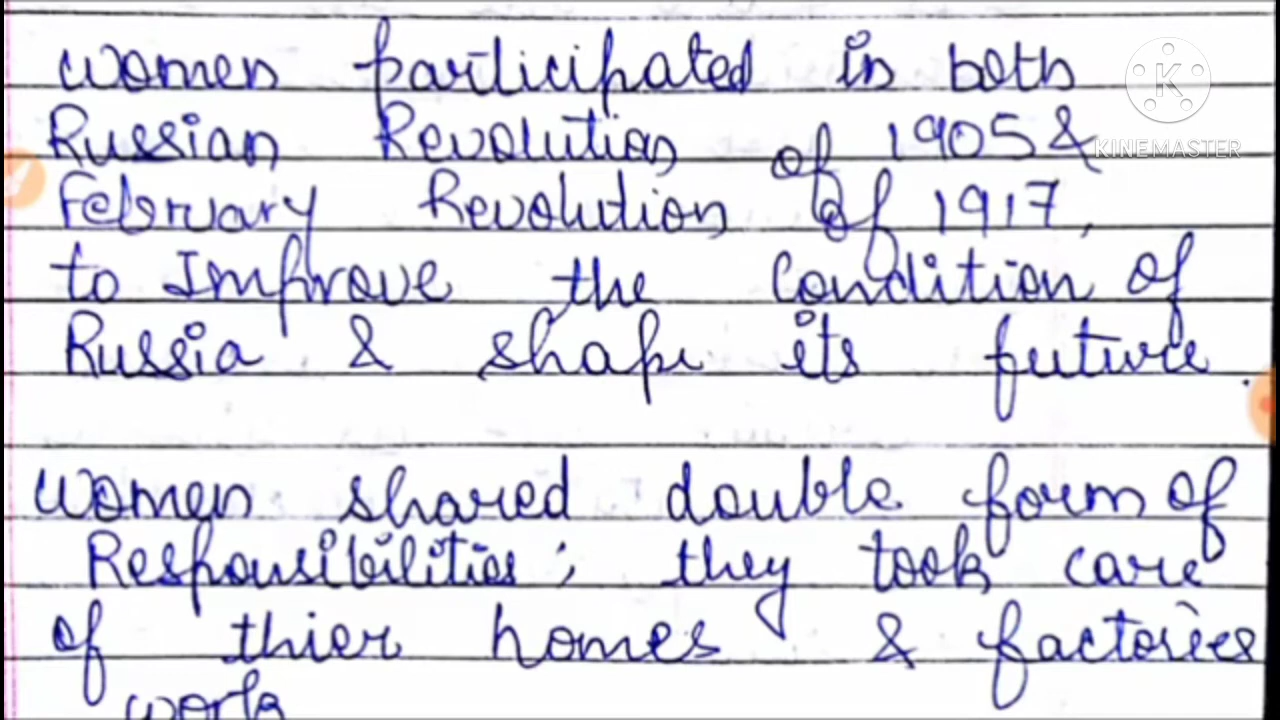 women participated in both
Russian Revolution of 1905 &
February Revolution of 1917,
to Improve the Condition of
Russia & shape its future
women shared double form of
Responsibilities; they took care
of thier homes & factories
work
K
KINEMASTER